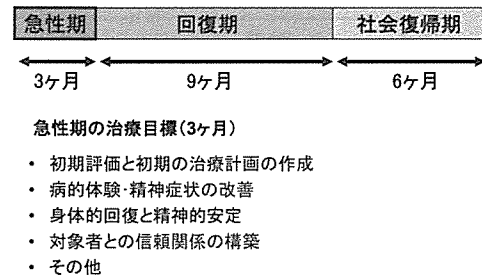 急性期 回復期 社会復帰期
3ヶ月 9ヶ月 6ヶ月
急性期の治療目標(3ヶ月)
・ 初期評価と初期の治療計画の作成
・ 病的体験・精神症状の改善
・ 身体的回復と精神的安定
・ 対象者との信頼関係の構築
・ その他